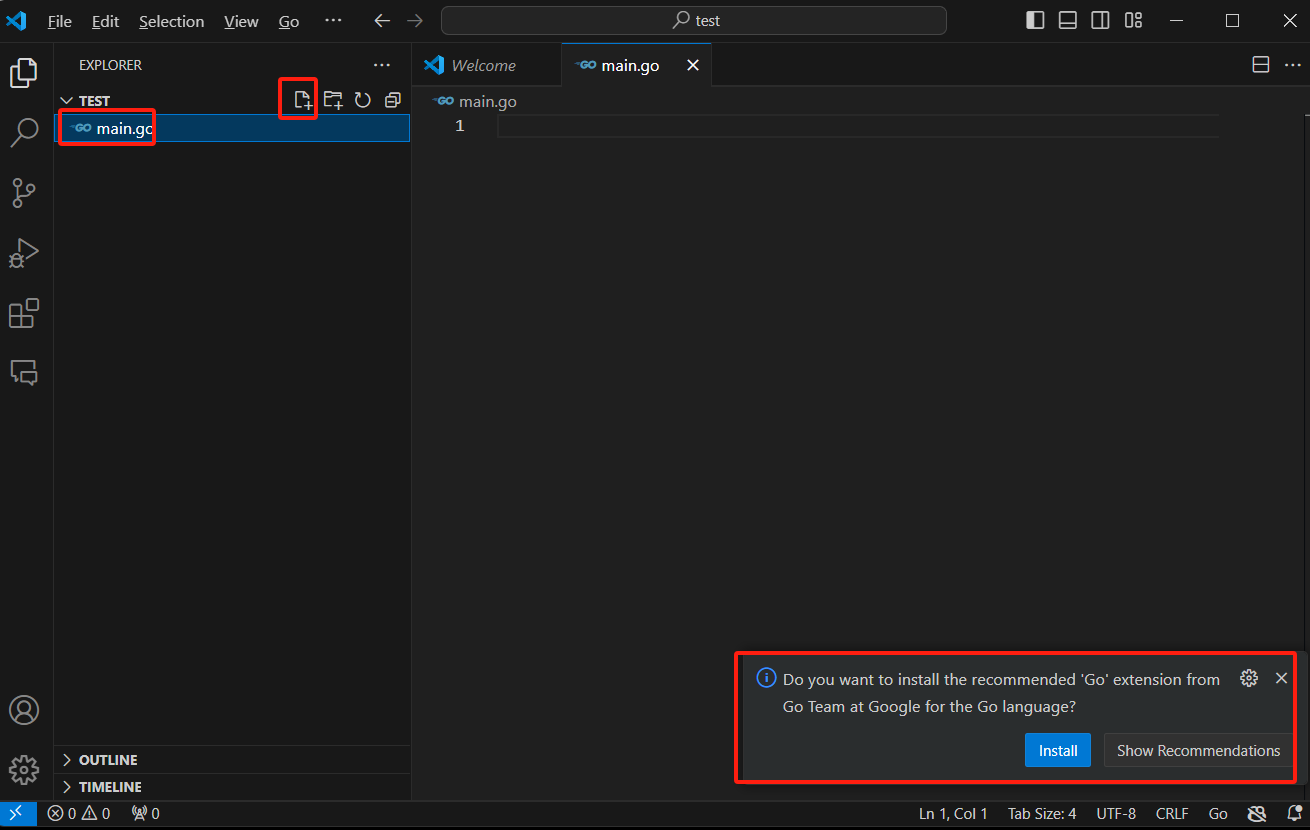 File Edit Selection View Go ··· test
EXPLORER ···
Welcome main.go ···
TEST
main.go
main.go
1
Do you want to install the recommended 'Go' extension from
Go Team at Google for the Go language?
Install Show Recommendations
OUTLINE
TIMELINE
0 0 0 Ln 1, Col 1 Tab Size: 4 UTF-8 CRLF Go